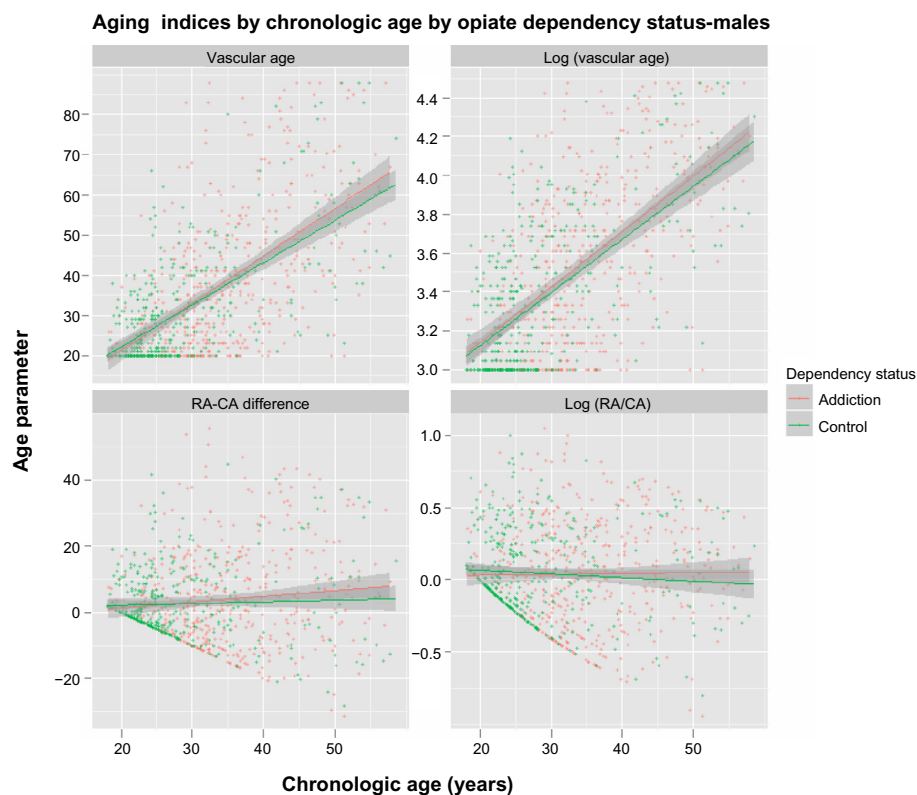 Aging indices by chronologic age by opiate dependency status-males
Vascular age
Log (vascular age)
80
70
60
50
40
30
20
4.4
4.2
4.0
3.8
3.6
3.4
3.2
3.0
Age parameter
RA-CA difference
Log (RA/CA)
40
20
0
−20
1.0
0.5
0.0
−0.5
20 30 40 50
20 30 40 50
Chronologic age (years)
Dependency status
Addiction
Control